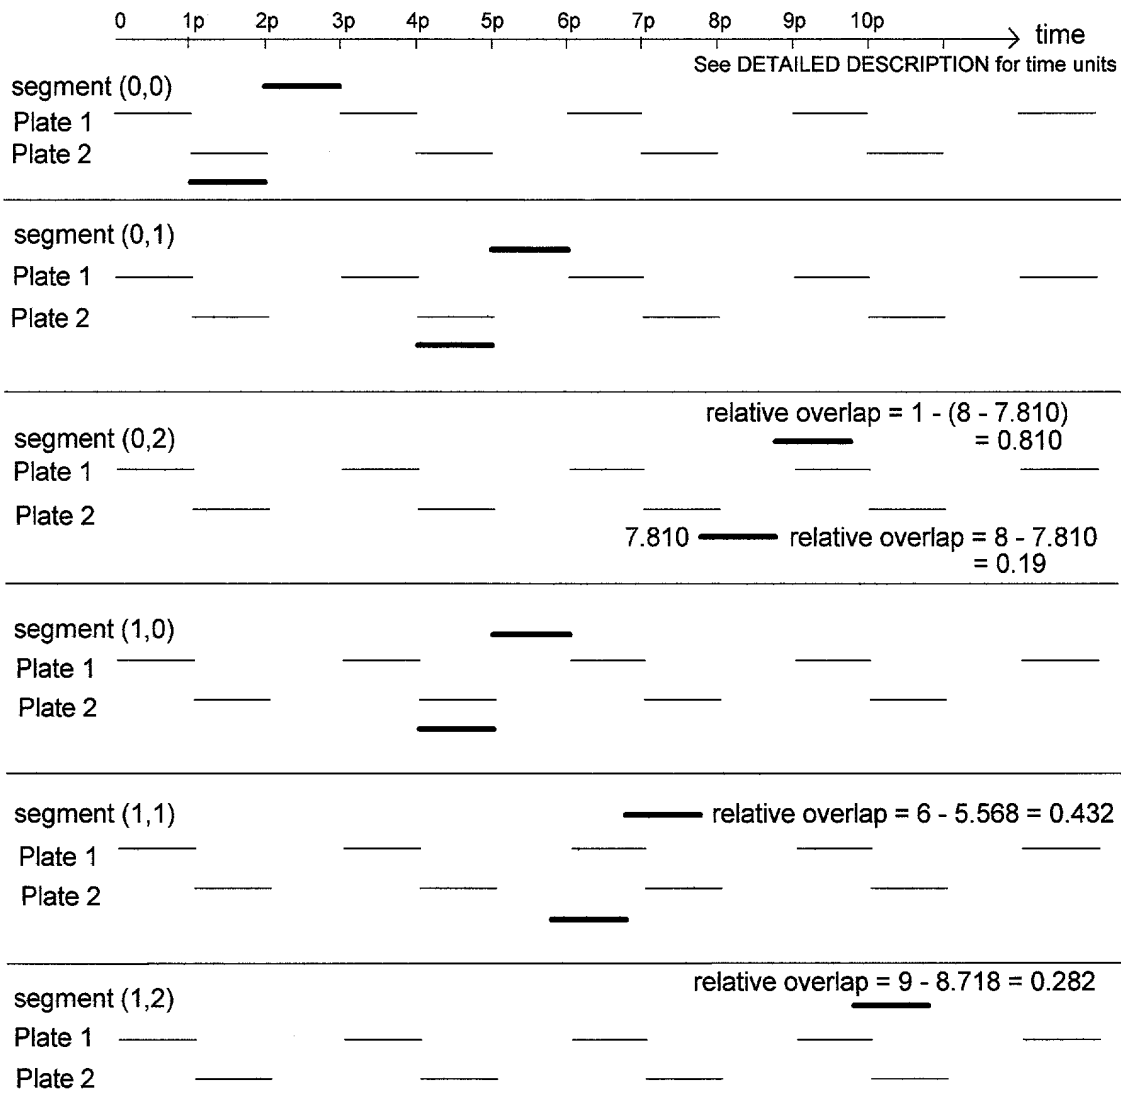 0 1p 2p 3p 4p 5p 6p 7p 8p 9p 10p
time
See DETAILED DESCRIPTION for time units
segment (0,0)
Plate 1
Plate 2
segment (0,1)
Plate 1
Plate 2
relative overlap = 1 - (8 - 7.810)
segment (0,2) = 0.810
Plate 1
Plate 2
7.810 relative overlap = 8 - 7.810
= 0.19
segment (1,0)
Plate 1
Plate 2
segment (1,1) relative overlap = 6 - 5.568 = 0.432
Plate 1
Plate 2
relative overlap = 9 - 8.718 = 0.282
segment (1,2)
Plate 1
Plate 2